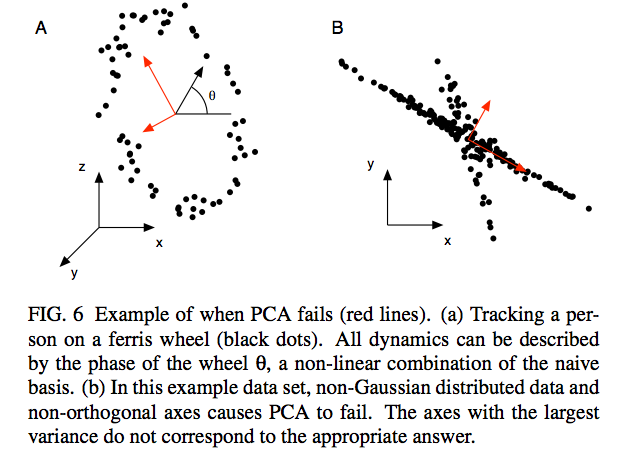 A
B
θ
z
x
y
y
x
FIG. 6 Example of when PCA fails (red lines). (a) Tracking a per-
son on a ferris wheel (black dots). All dynamics can be described
by the phase of the wheel θ, a non-linear combination of the naive
basis. (b) In this example data set, non-Gaussian distributed data and
non-orthogonal axes causes PCA to fail. The axes with the largest
variance do not correspond to the appropriate answer.